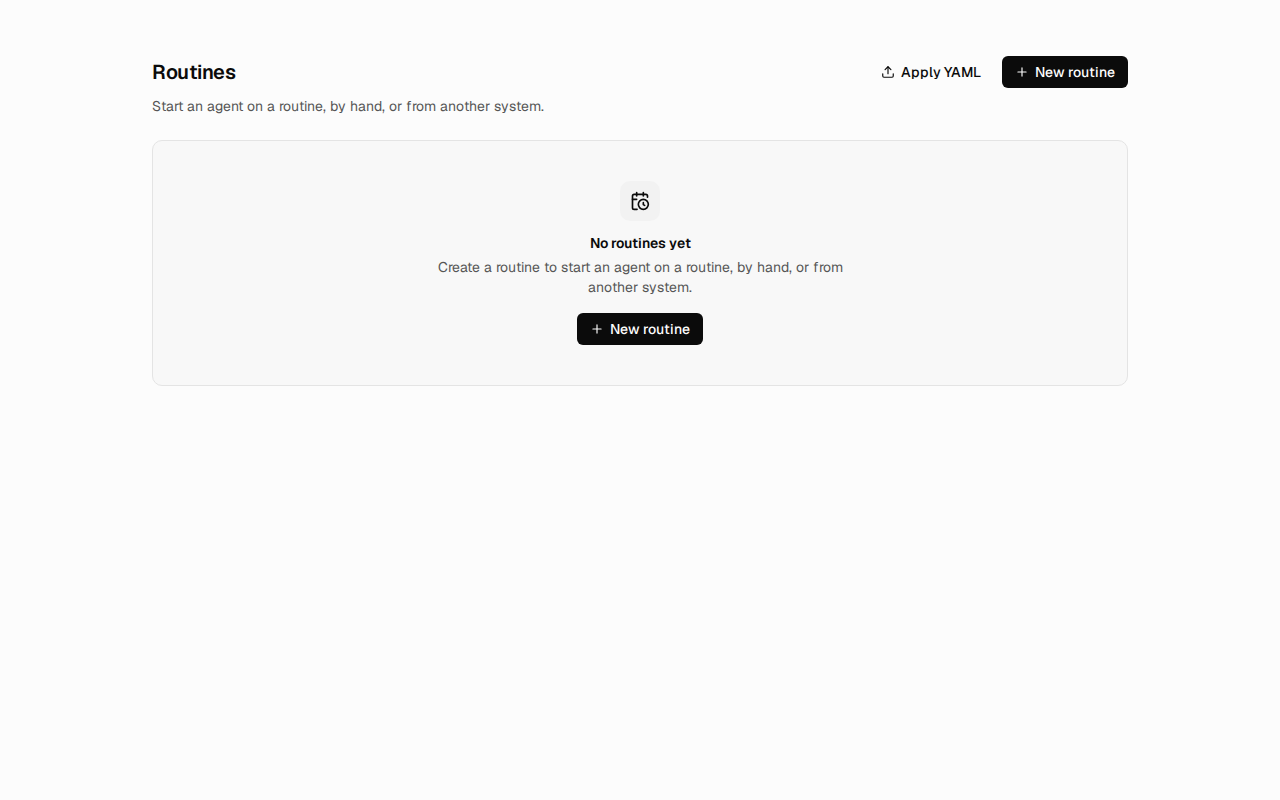 Routines
Apply YAML
New routine
Start an agent on a routine, by hand, or from another system.
No routines yet
Create a routine to start an agent on a routine, by hand, or from
another system.
New routine